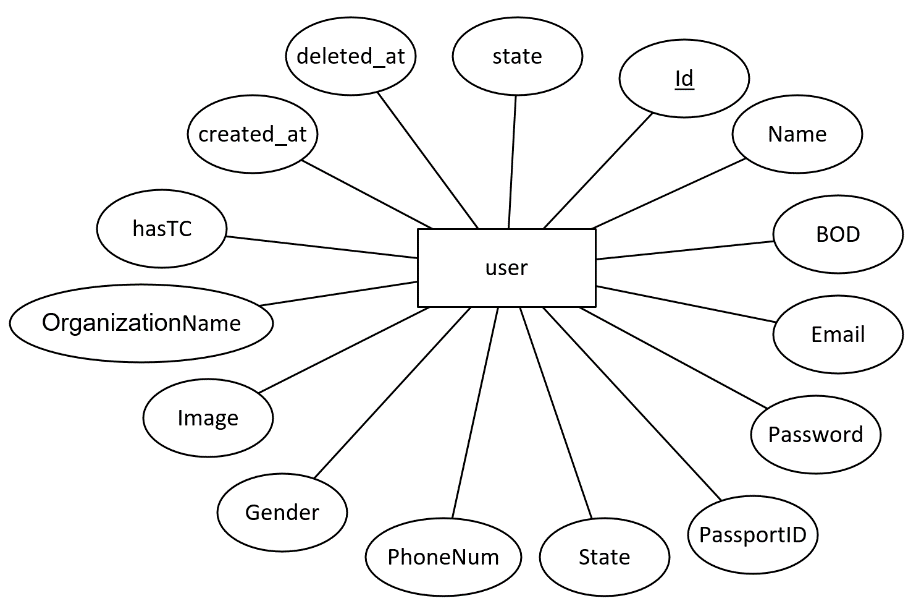 deleted_at
state
Id
created_at
Name
hasTC
BOD
user
OrganizationName
Email
Image
Password
Gender
PassportID
PhoneNum
State